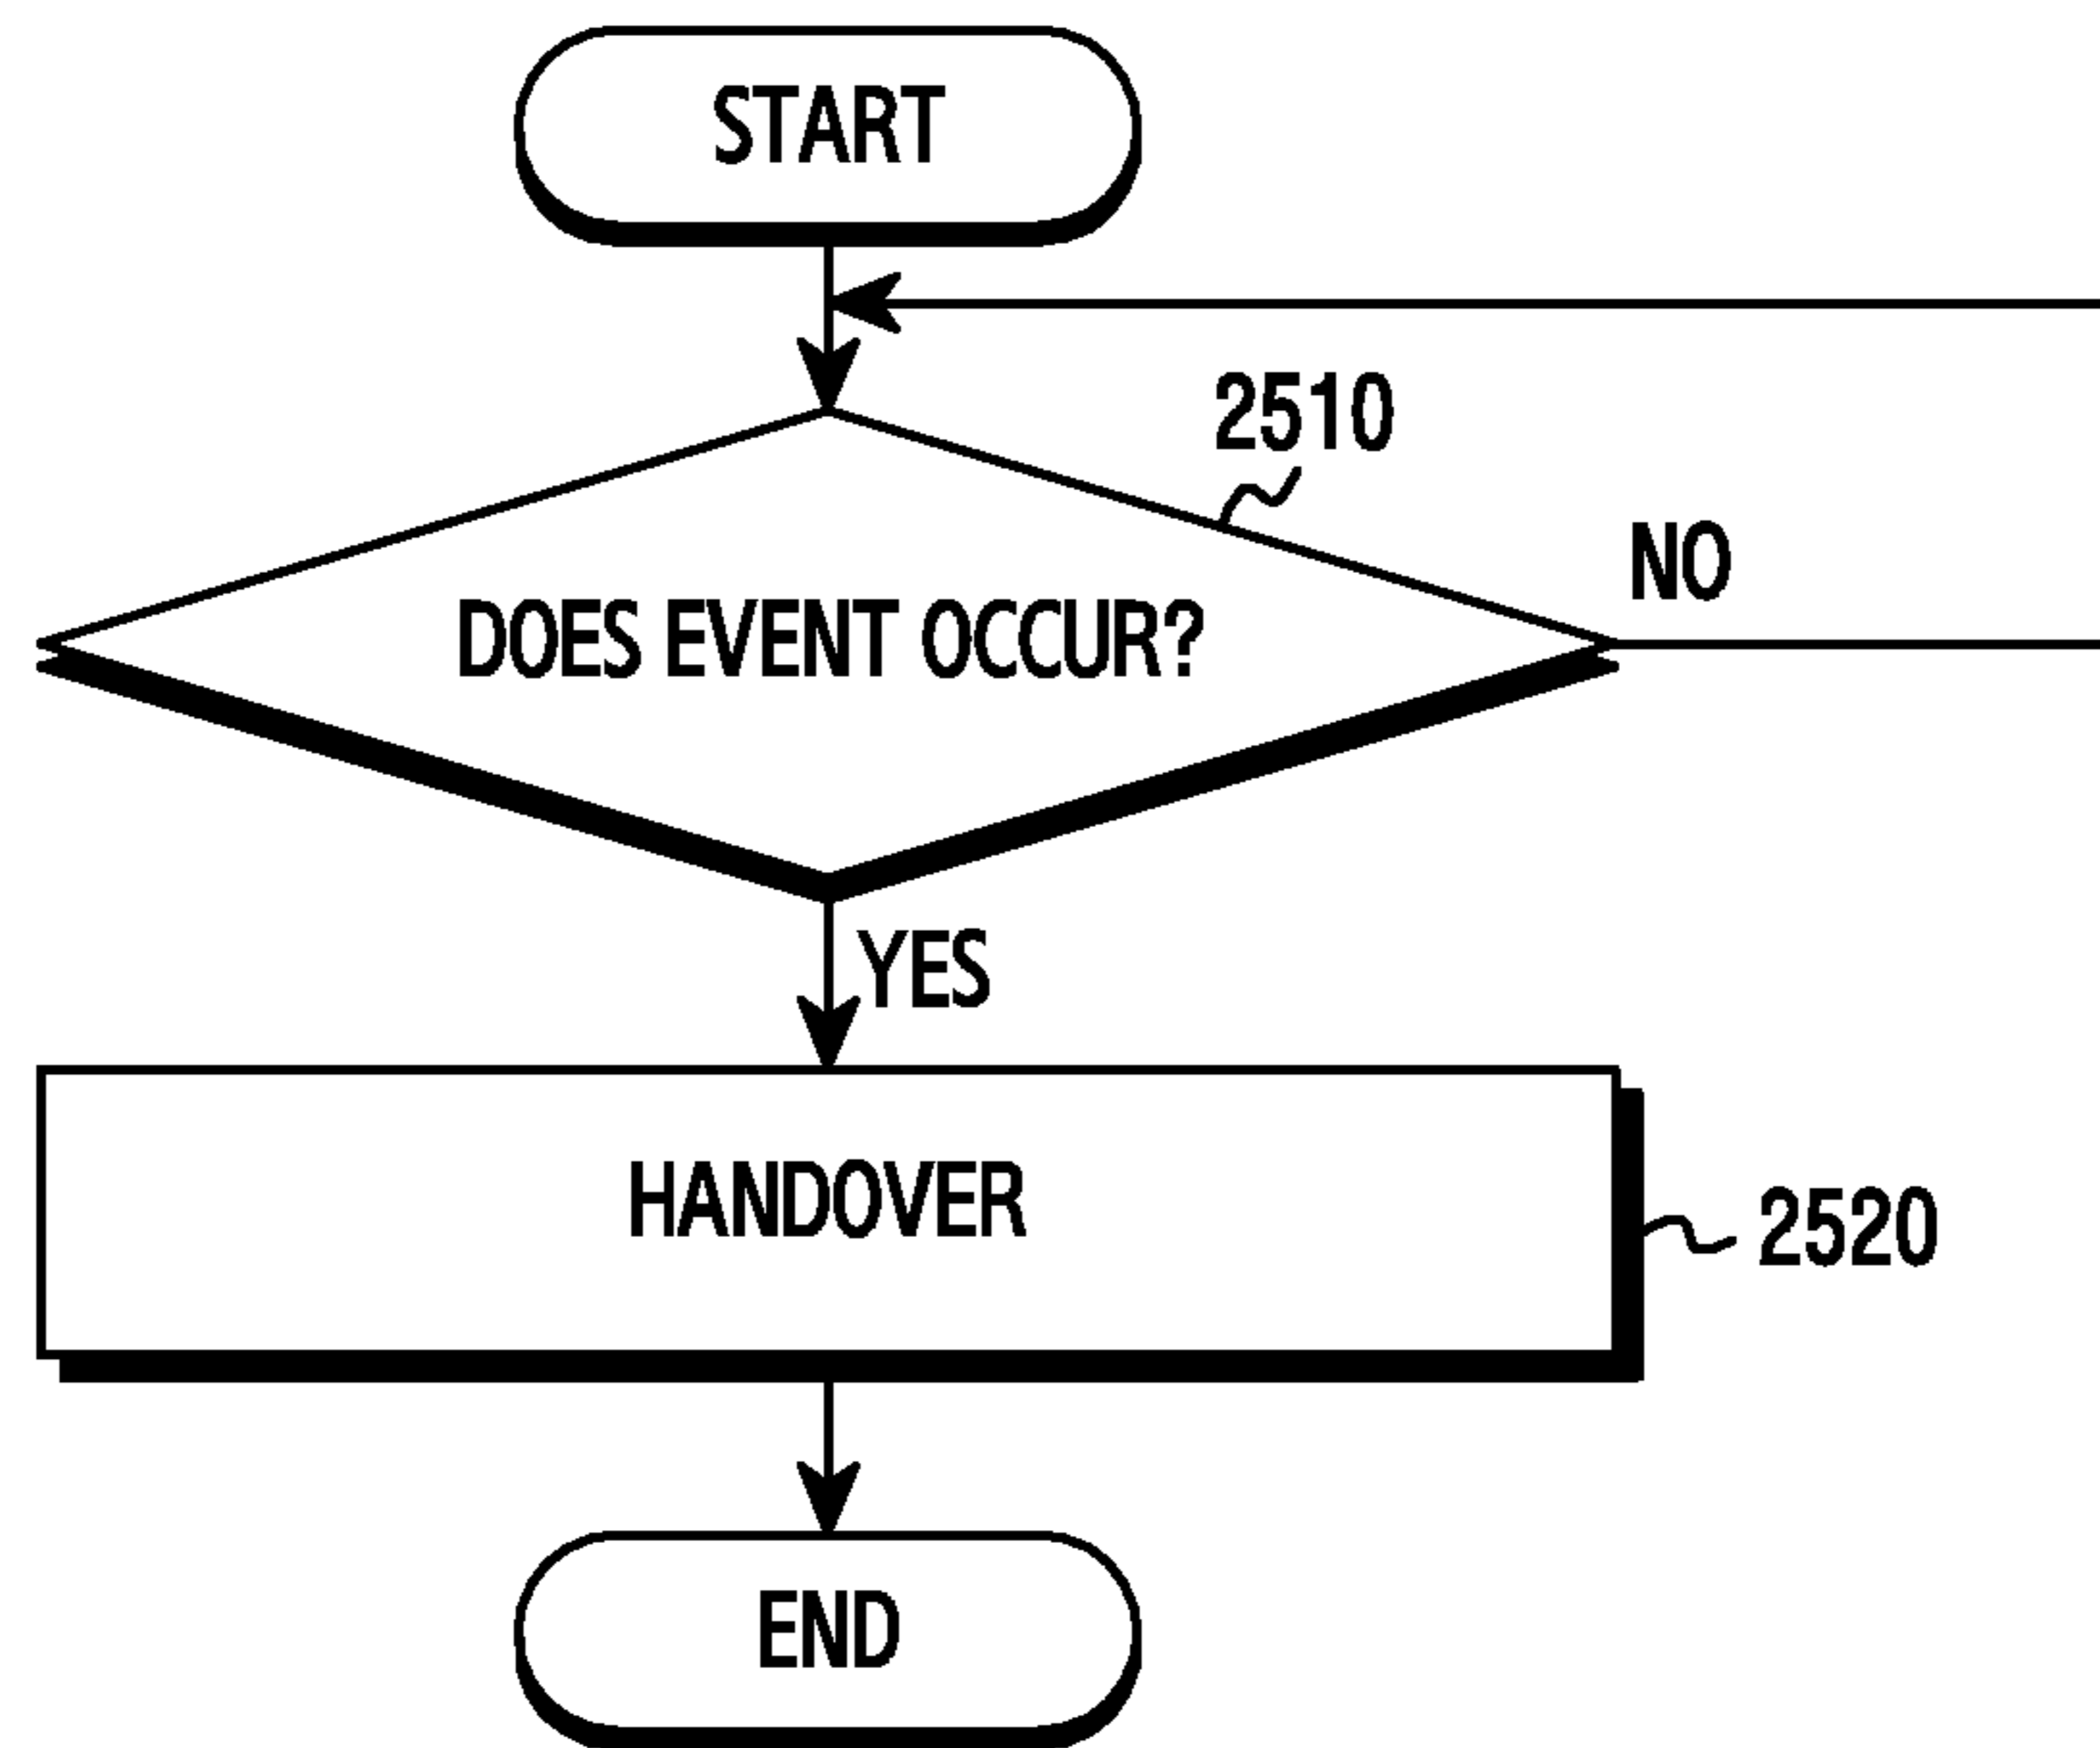 START
2510
NO
DOES EVENT OCCUR?
YES
HANDOVER
2520
END